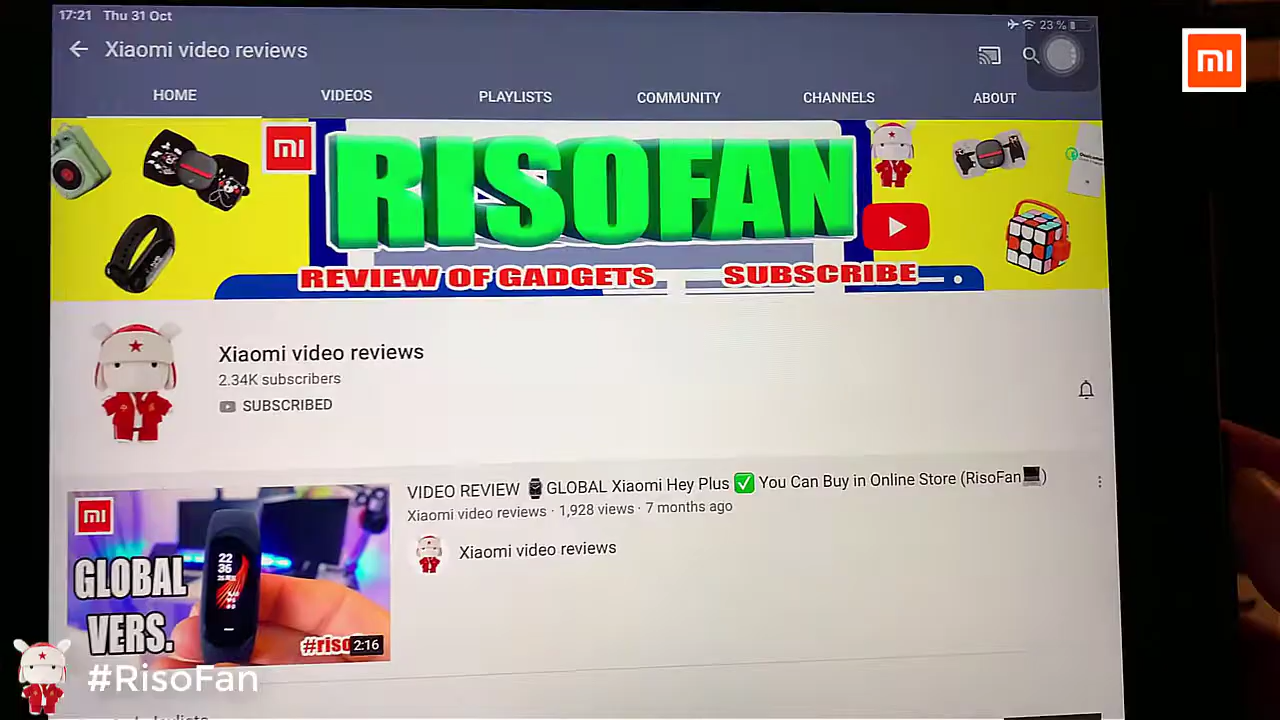 17:21 Thu 31 Oct
23 %
Xiaomi video reviews
HOME VIDEOS PLAYLISTS COMMUNITY CHANNELS ABOUT
RISOFAN
REVIEW OF GADGETS SUBSCRIBE
Xiaomi video reviews
2.34K subscribers
SUBSCRIBED
VIDEO REVIEW ⌚GLOBAL Xiaomi Hey Plus ✅ You Can Buy in Online Store (RisoFan💻)
Xiaomi video reviews · 1,928 views · 7 months ago
Xiaomi video reviews
mi
GLOBAL
VERS.
22
36
#riso
2:16
#RisoFan
mi
mi